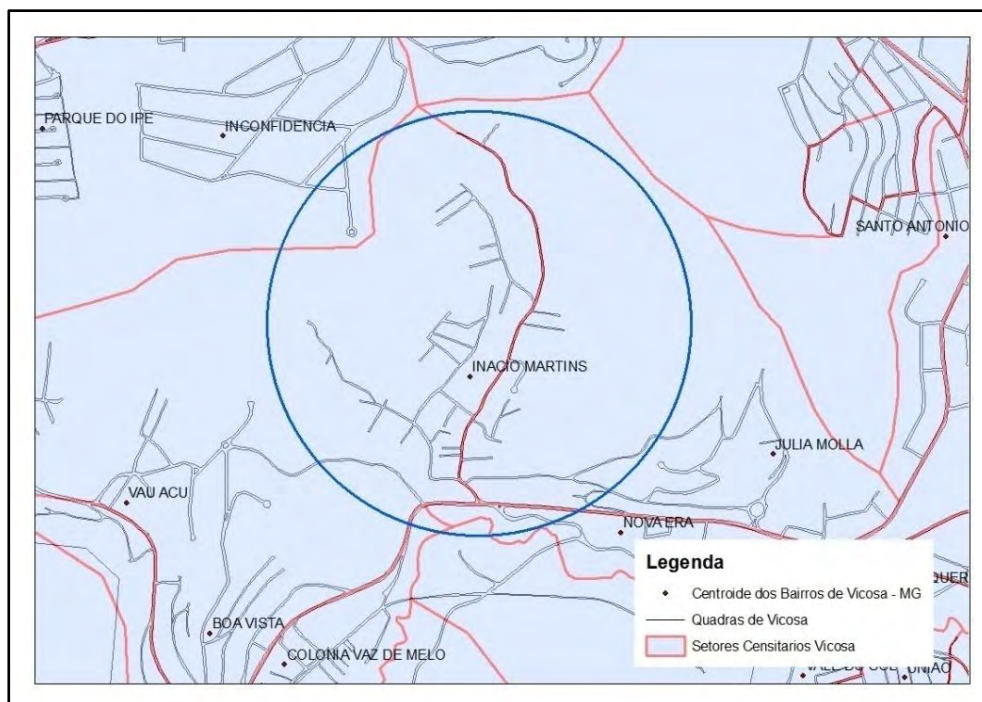 PARQUE DO IPE
INCONFIDENCIA
SANTO ANTONIO
INACIO MARTINS
JULIA MOLLA
VAU ACU
NOVA ERA
BOA VISTA
COLONIA VAZ DE MELO
UNIAO
Legenda
Centroide dos Bairros de Vicosa - MG
Quadras de Vicosa
Setores Censitarios Vicosa